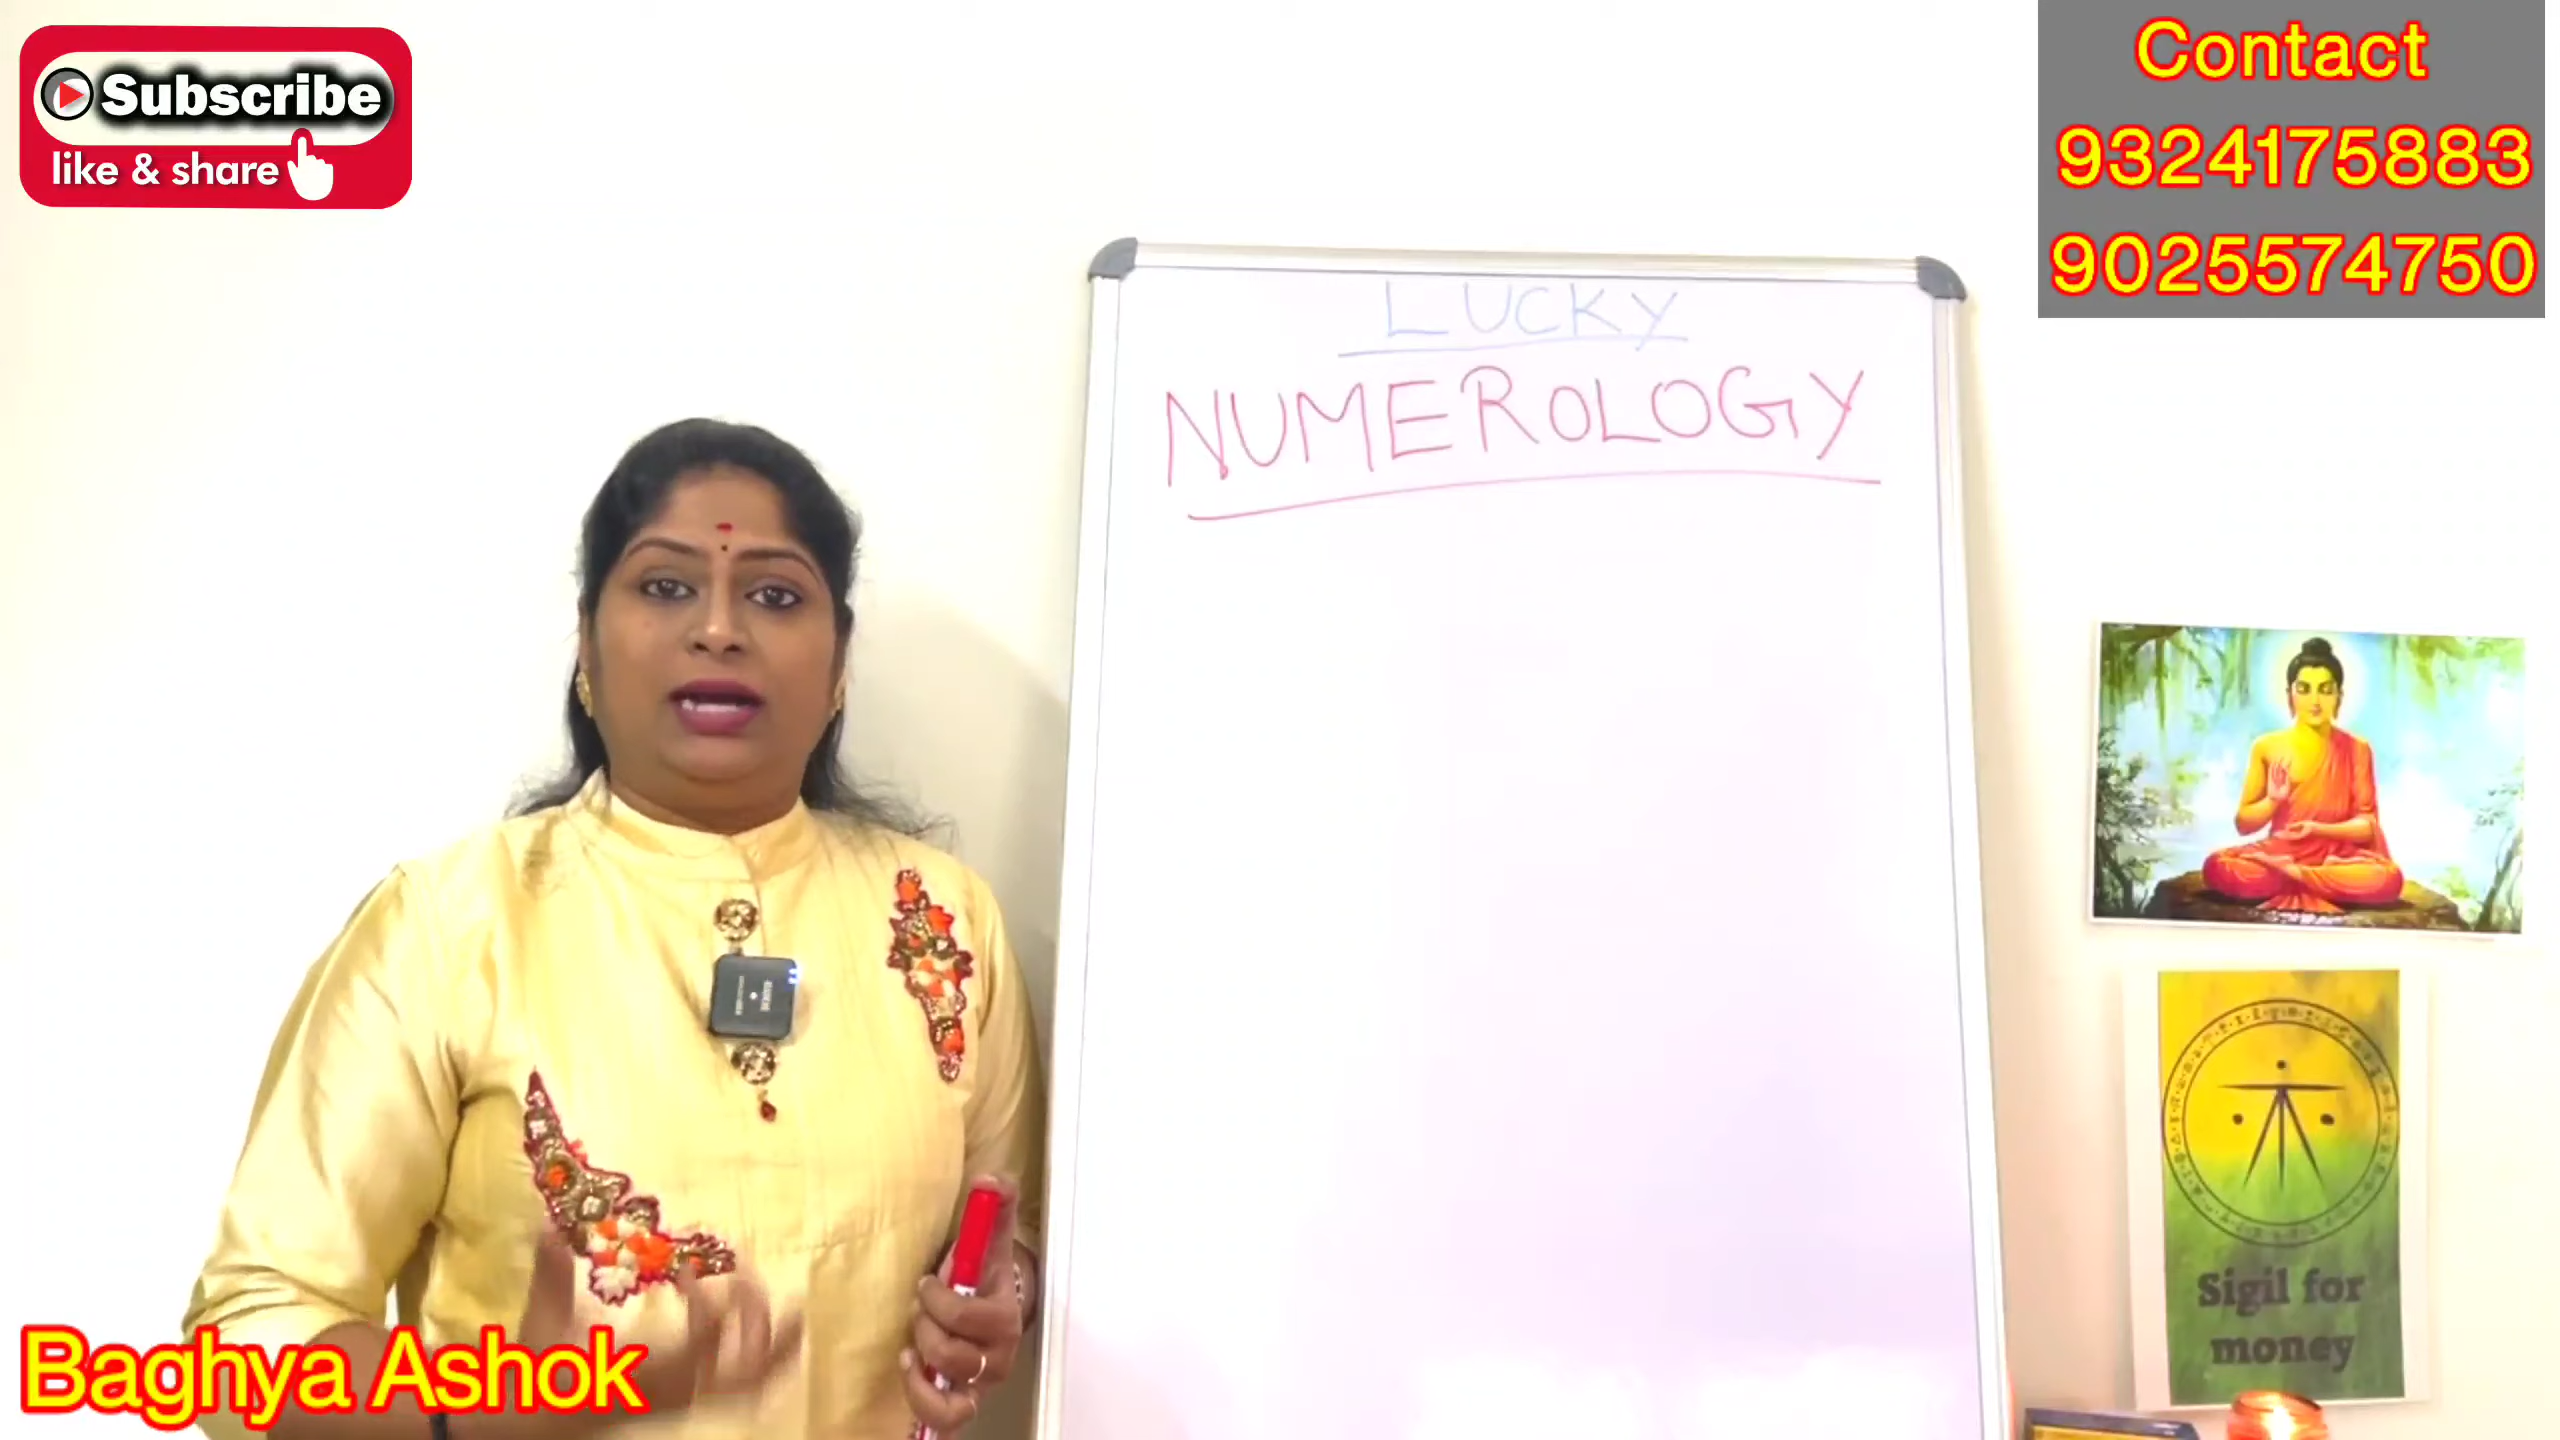 Subscribe
like & share
Contact
9324175883
9025574750
LUCKY
NUMEROLOGY
Sigil for
money
Baghya Ashok